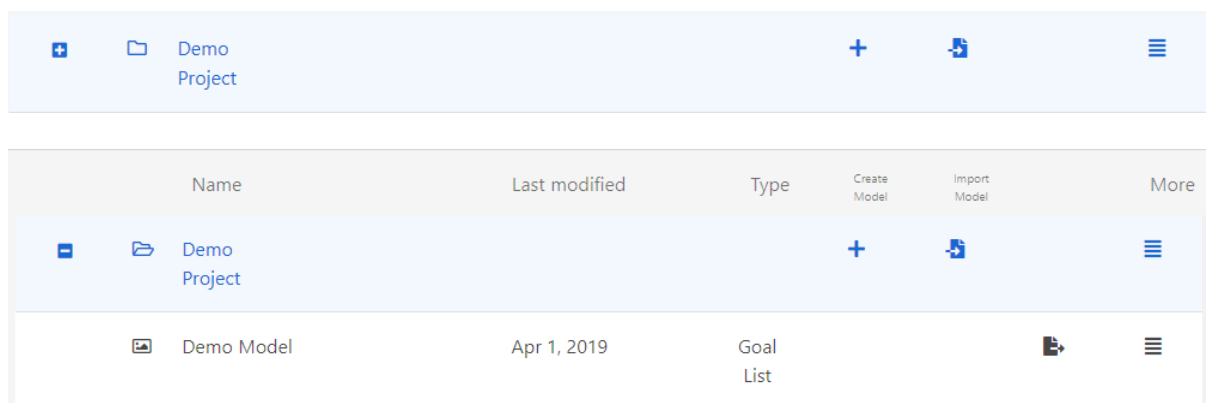 Demo
Project
Name Last modified Type Create Model Import Model More
Demo
Project
Demo Model Apr 1, 2019 Goal
List